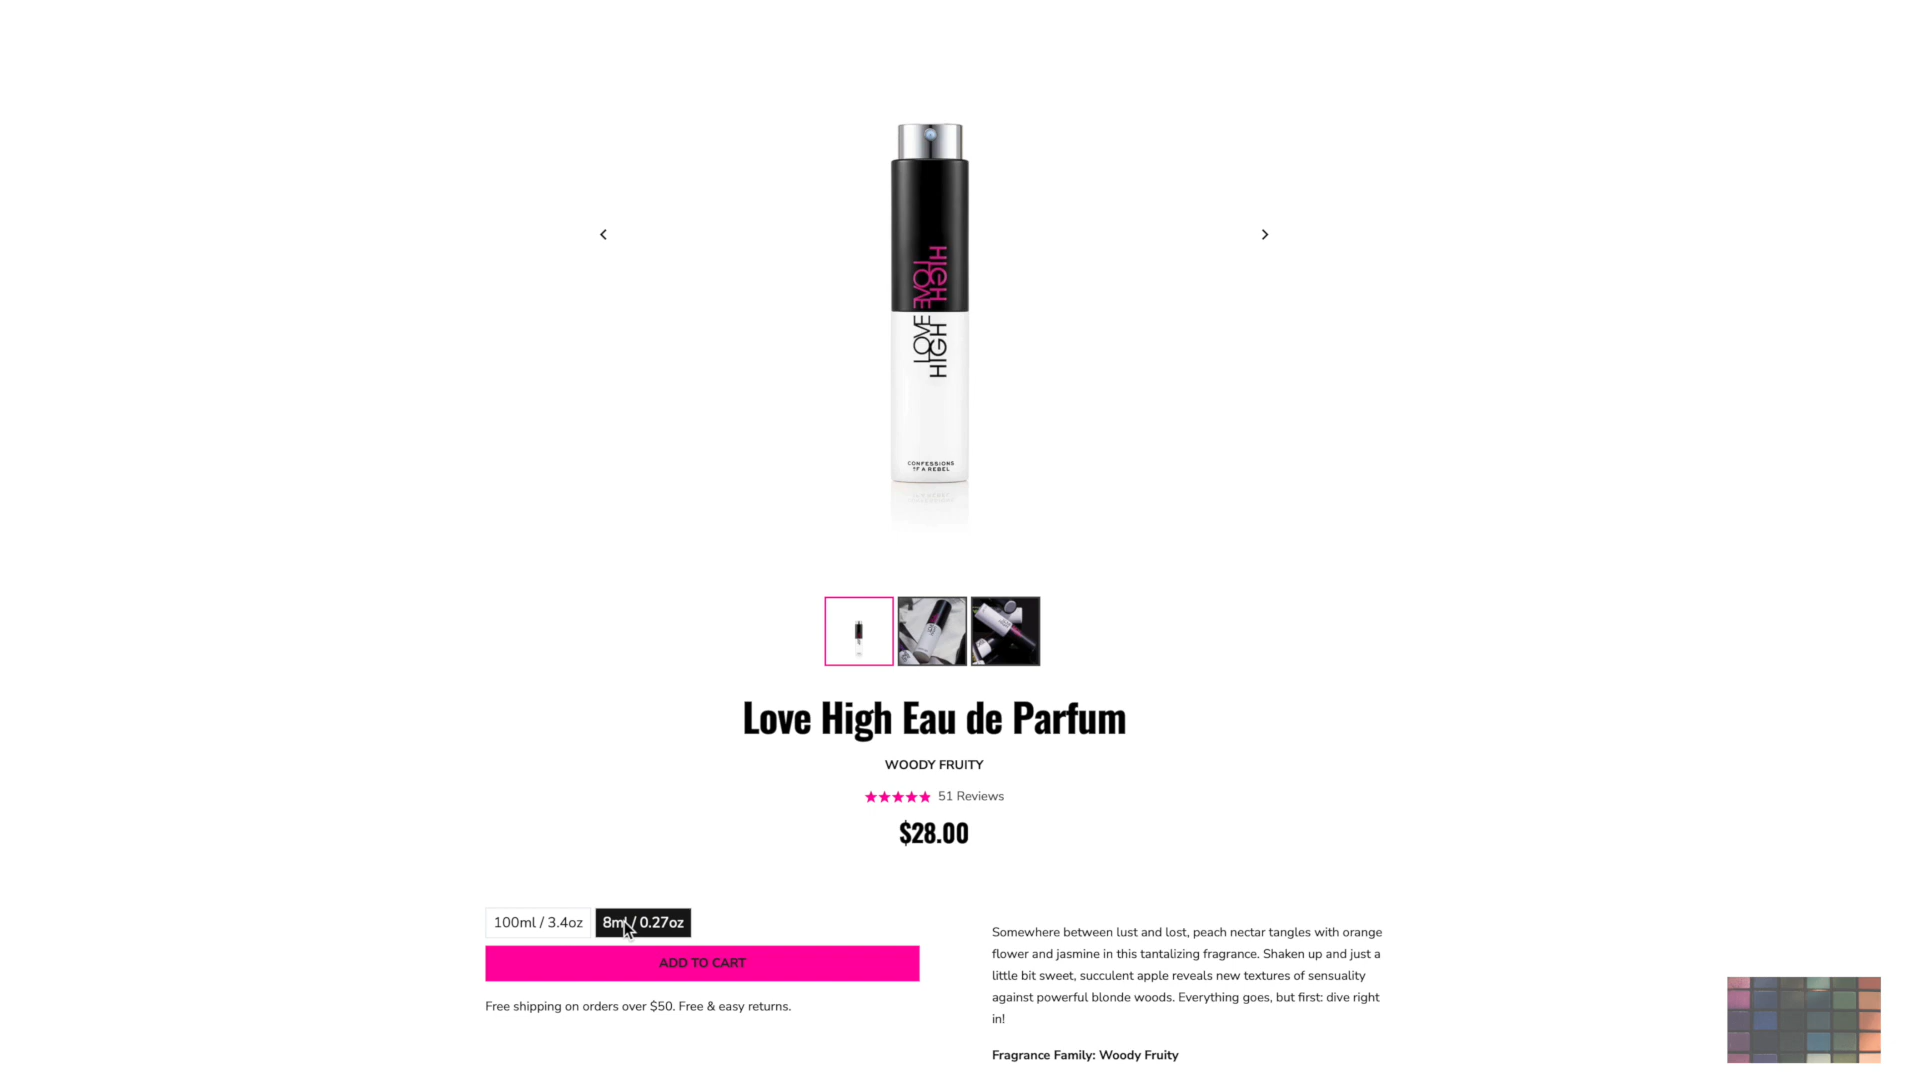 HIGH
LOVE
LOVE
HIGH
CONFESSIONS
OF A REBEL
Love High Eau de Parfum
WOODY FRUITY
51 Reviews
$28.00
100ml / 3.4oz
8ml / 0.27oz
ADD TO CART
Free shipping on orders over $50. Free & easy returns.
Somewhere between lust and lost, peach nectar tangles with orange
flower and jasmine in this tantalizing fragrance. Shaken up and just a
little bit sweet, succulent apple reveals new textures of sensuality
against powerful blonde woods. Everything goes, but first: dive right
in!
Fragrance Family: Woody Fruity